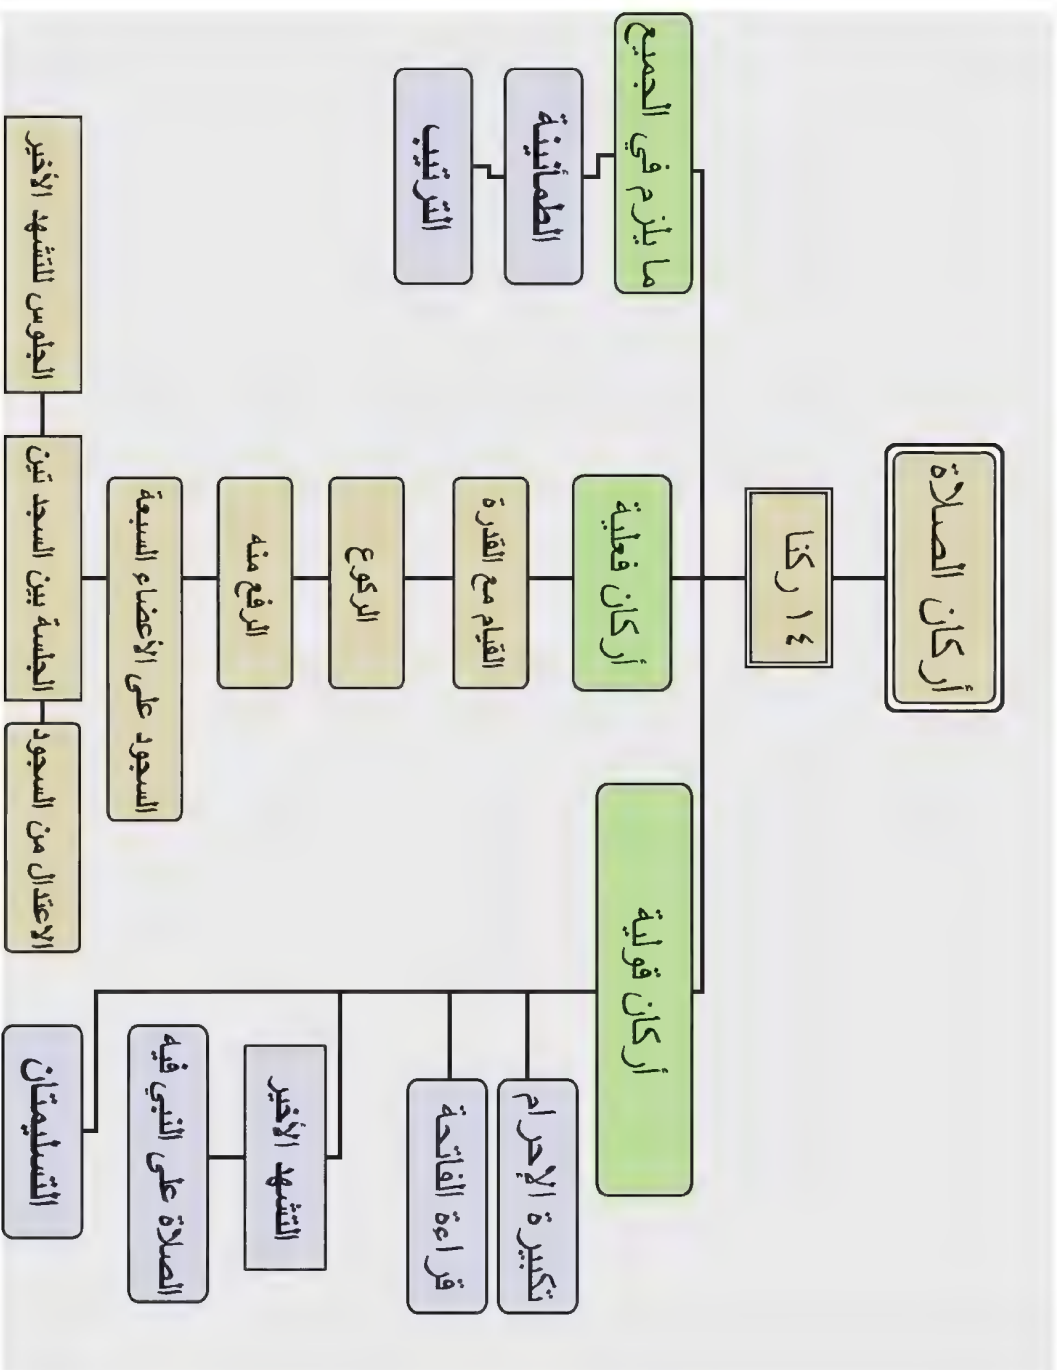 أركان الصلاة
١٤ ركنا
أركان قولية
تكبيرة الإحرام
قراءة الفاتحة
التشهد الأخير
الصلاة على النبي فيه
التسليمتان
أركان فعلية
القيام مع القدرة
الركوع
الرفع منه
السجود على الأعضاء السبعة
الاعتدال من السجود
الجلسة بين السجد تين
الجلوس للتشهد الأخير
ما يلزم في الجميع
الطمأنينة
الترتيب